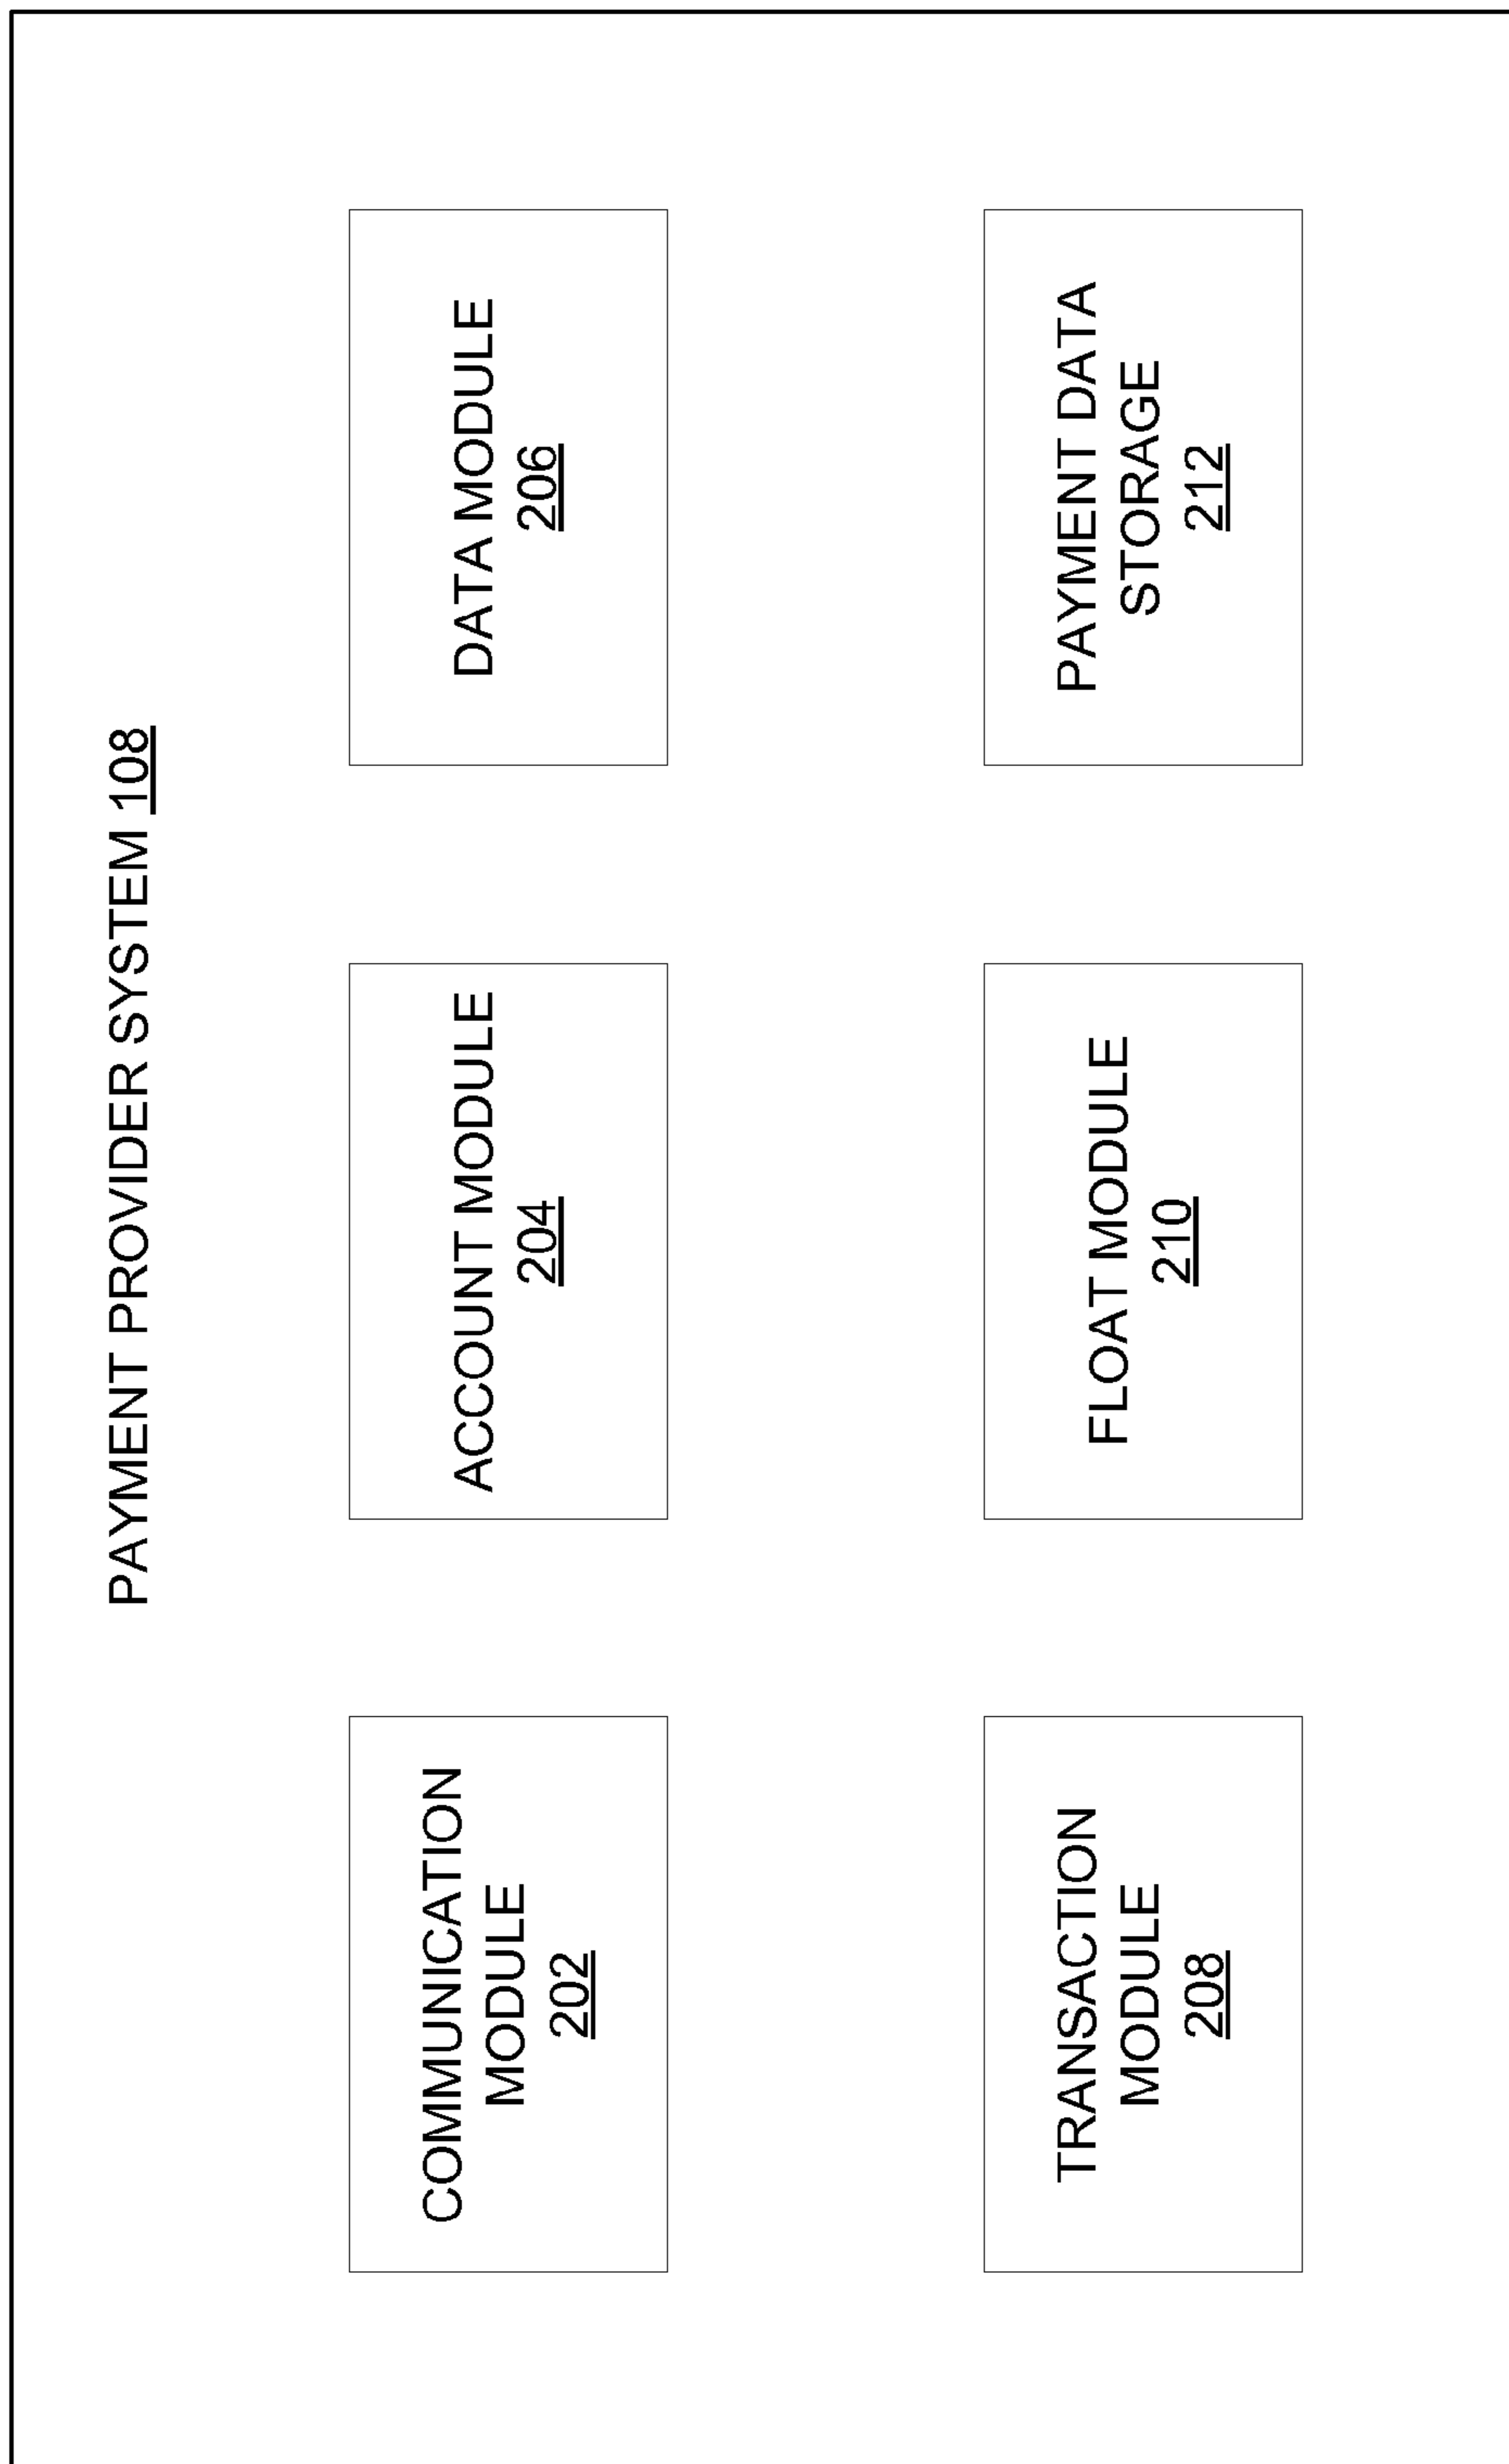 PAYMENT PROVIDER SYSTEM 108
COMMUNICATION
MODULE
202
ACCOUNT MODULE
204
DATA MODULE
206
TRANSACTION
MODULE
208
FLOAT MODULE
210
PAYMENT DATA
STORAGE
212